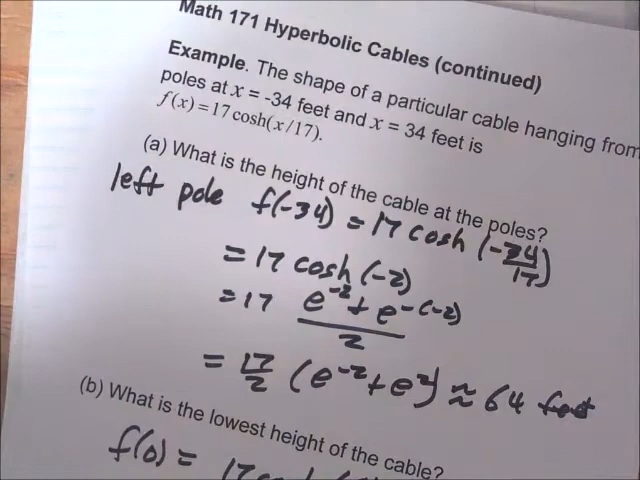 Math 171 Hyperbolic Cables (continued)
Example. The shape of a particular cable hanging from
poles at x = -34 feet and x = 34 feet is
f(x) = 17 cosh(x/17).
(a) What is the height of the cable at the poles?
left pole f(-34) = 17 cosh (-34/17)
= 17 cosh (-2)
= 17 (e^-2 + e^-(-2))/2
= 17/2 (e^-2 + e^2) ≈ 64 feet
(b) What is the lowest height of the cable?
f(0) = 17 cosh